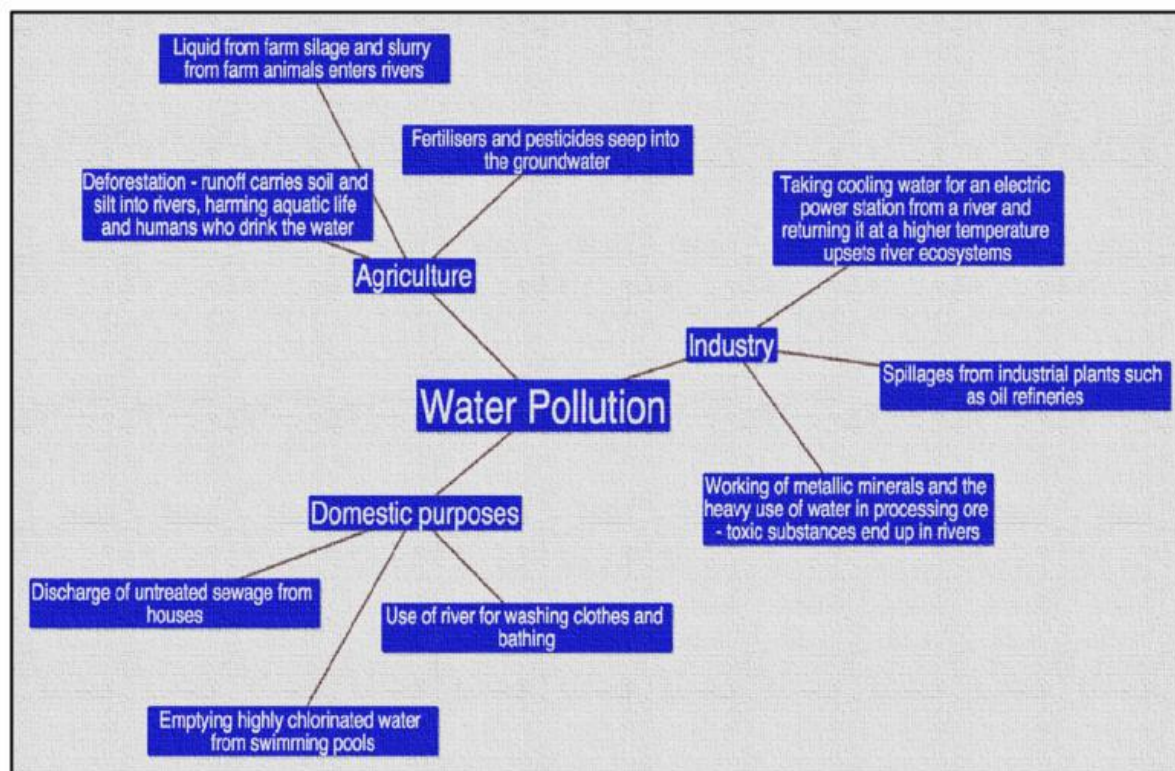 Liquid from farm silage and slurry
from farm animals enters rivers
Fertilisers and pesticides seep into
the groundwater
Deforestation - runoff carries soil and
silt into rivers, harming aquatic life
and humans who drink the water
Agriculture
Taking cooling water for an electric
power station from a river and
returning it at a higher temperature
upsets river ecosystems
Industry
Spillages from industrial plants such
as oil refineries
Water Pollution
Working of metallic minerals and the
heavy use of water in processing ore
- toxic substances end up in rivers
Domestic purposes
Discharge of untreated sewage from
houses
Use of river for washing clothes and
bathing
Emptying highly chlorinated water
from swimming pools